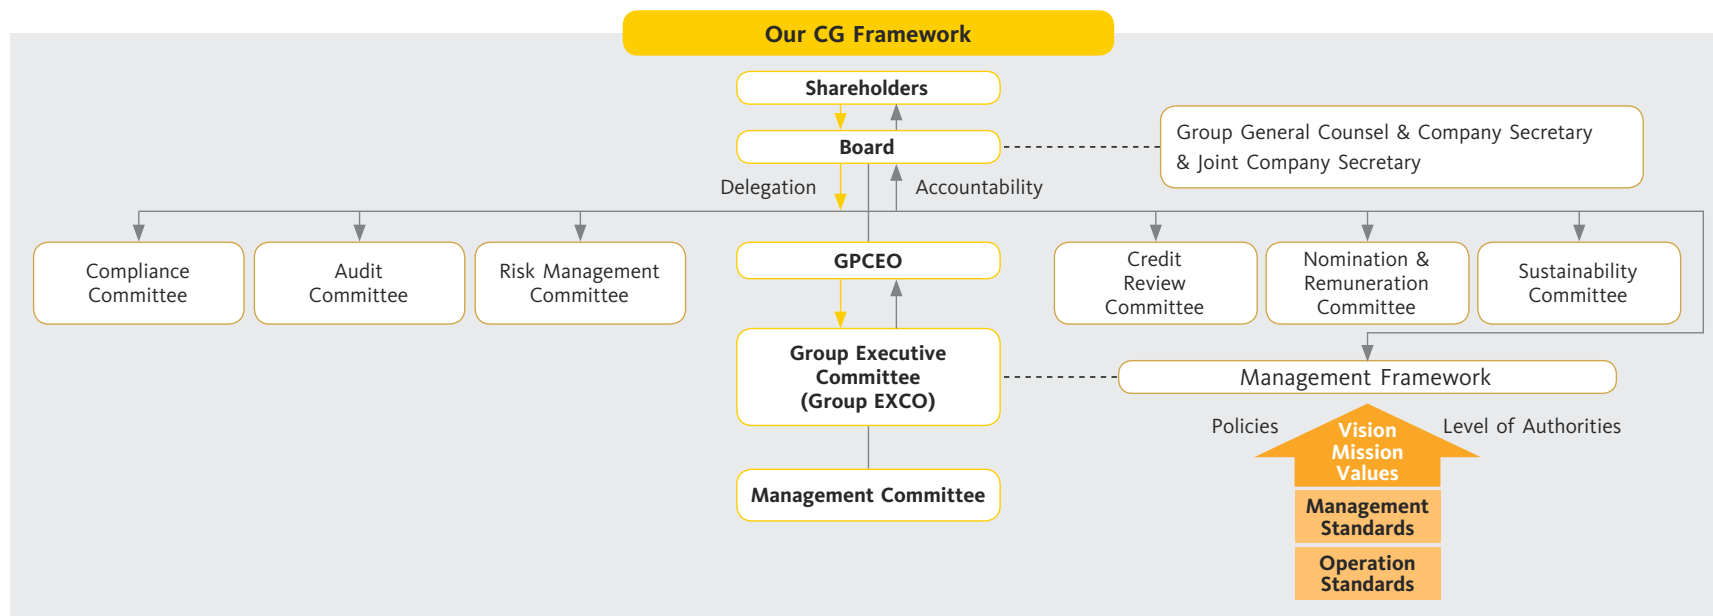 Our CG Framework
Shareholders
Board
Group General Counsel & Company Secretary
& Joint Company Secretary
Delegation
Accountability
Compliance
Committee
Audit
Committee
Risk Management
Committee
GPCEO
Credit
Review
Committee
Nomination &
Remuneration
Committee
Sustainability
Committee
Group Executive
Committee
(Group EXCO)
Management Framework
Policies
Level of Authorities
Vision
Mission
Values
Management Committee
Management
Standards
Operation
Standards